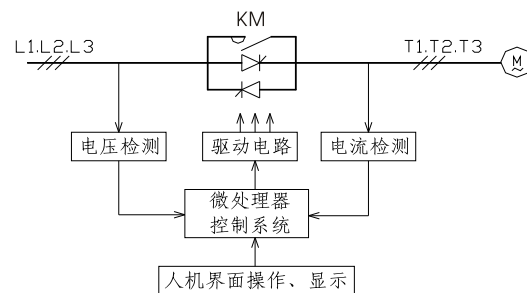 KM
L1.L2.L3
T1.T2.T3
M
~
电压检测
驱动电路
电流检测
微处理器
控制系统
人机界面操作、显示